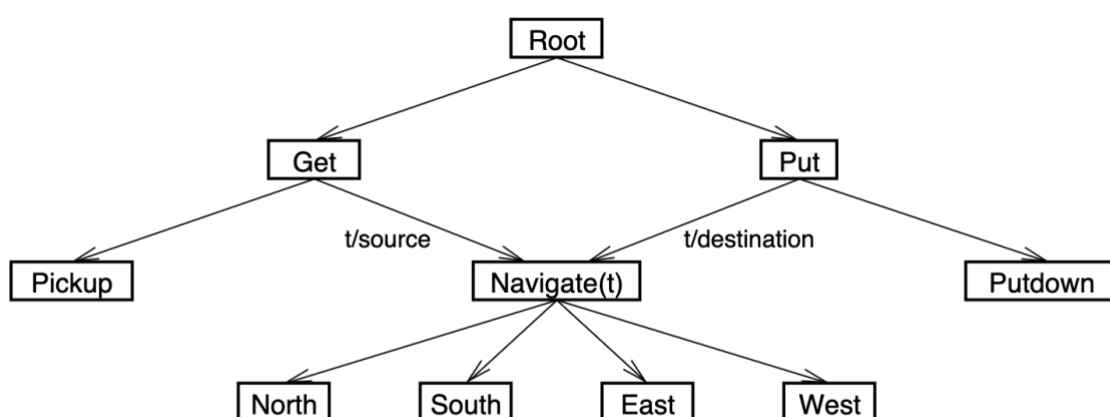 Root
Get
Put
t/source
t/destination
Pickup
Navigate(t)
Putdown
North
South
East
West